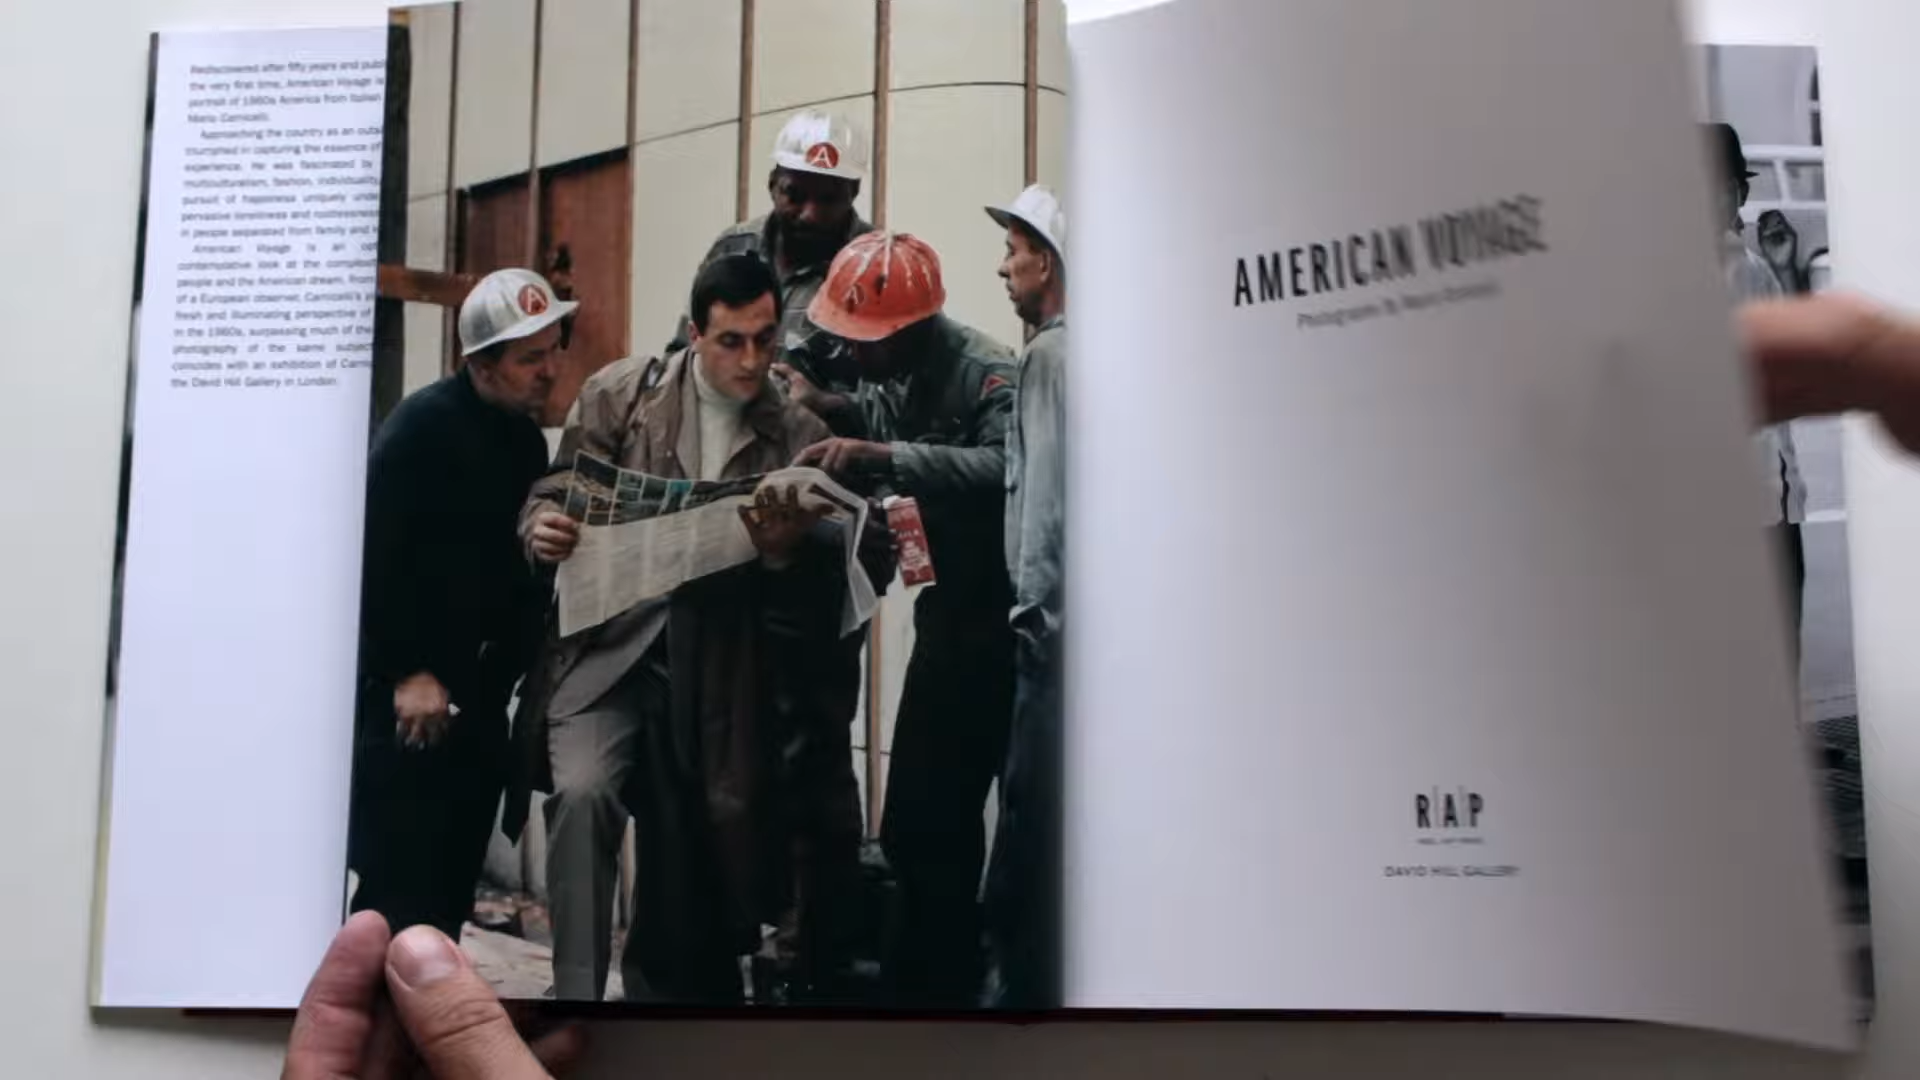 Rediscovered after fifty years and publ
the very first time, American Voyage is
portrait of 1960s America from Italian
Mario Carnicelli.
Approaching the country as an outs
triumphed in capturing the essence of
experience. He was fascinated by
multiculturalism, fashion, individuality,
pursuit of happiness uniquely
pervasive loneliness and rootlessness
in people separated from family and
American Voyage is an
contemplative look at the
people and the American dream, from
of a European observer, Carnicelli's
fresh and illuminating perspective of
in the 1960s, surpassing much of the
photography of the same subject
coincides with an exhibition of
the David Hill Gallery in London.
A
A
AMERICAN VOYAGE
Photographs By Mario Carnicelli
R|A|P
DAVID HILL GALLERY